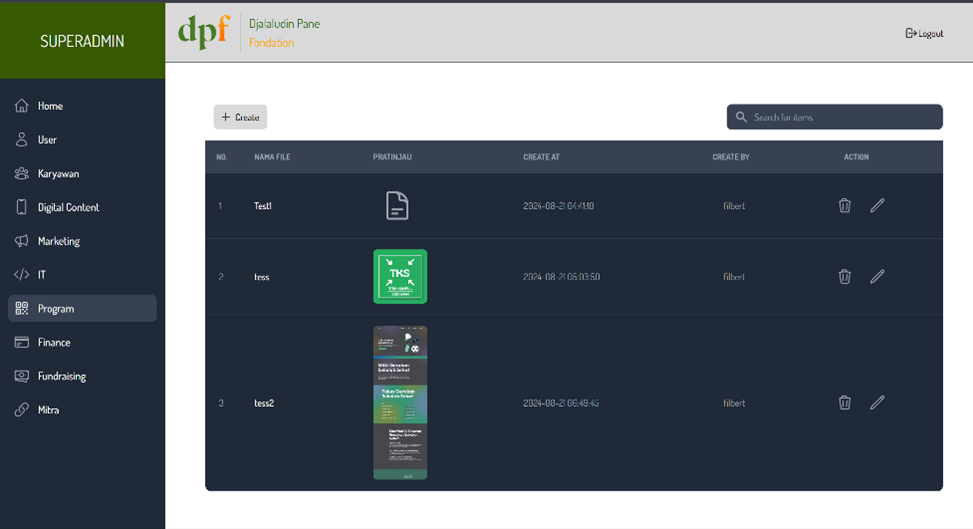 SUPERADMIN
dpf
Djalaludin Pane
Fondation
Logout
Home
User
Karyawan
Digital Content
Marketing
IT
Program
Finance
Fundraising
Mitra
+ Create
Search for items
NO. NAMA FILE PRATINJAU CREATE AT CREATE BY ACTION
1 Test1 2024-08-21 04:41:10 filbert
2 tess TKS 2024-08-21 05:03:50 filbert
3 tess2 2024-08-21 06:49:45 filbert